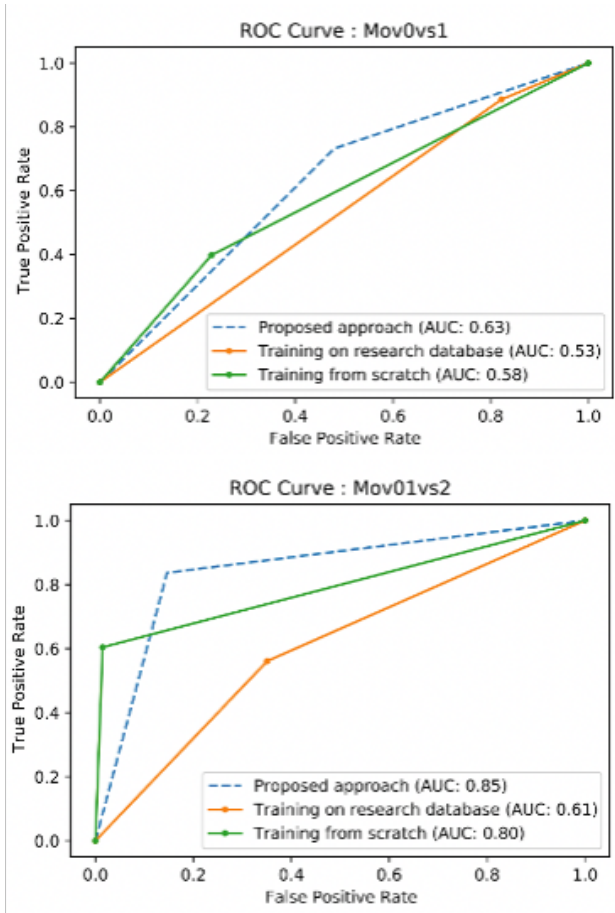 ROC Curve : Mov0vs1
True Positive Rate
1.0
0.8
0.6
0.4
0.2
0.0
Proposed approach (AUC: 0.63)
Training on research database (AUC: 0.53)
Training from scratch (AUC: 0.58)
0.0 0.2 0.4 0.6 0.8 1.0
False Positive Rate
ROC Curve : Mov01vs2
True Positive Rate
1.0
0.8
0.6
0.4
0.2
0.0
Proposed approach (AUC: 0.85)
Training on research database (AUC: 0.61)
Training from scratch (AUC: 0.80)
0.0 0.2 0.4 0.6 0.8 1.0
False Positive Rate